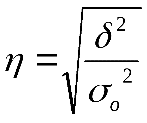 η = √(δ² / σₒ²)